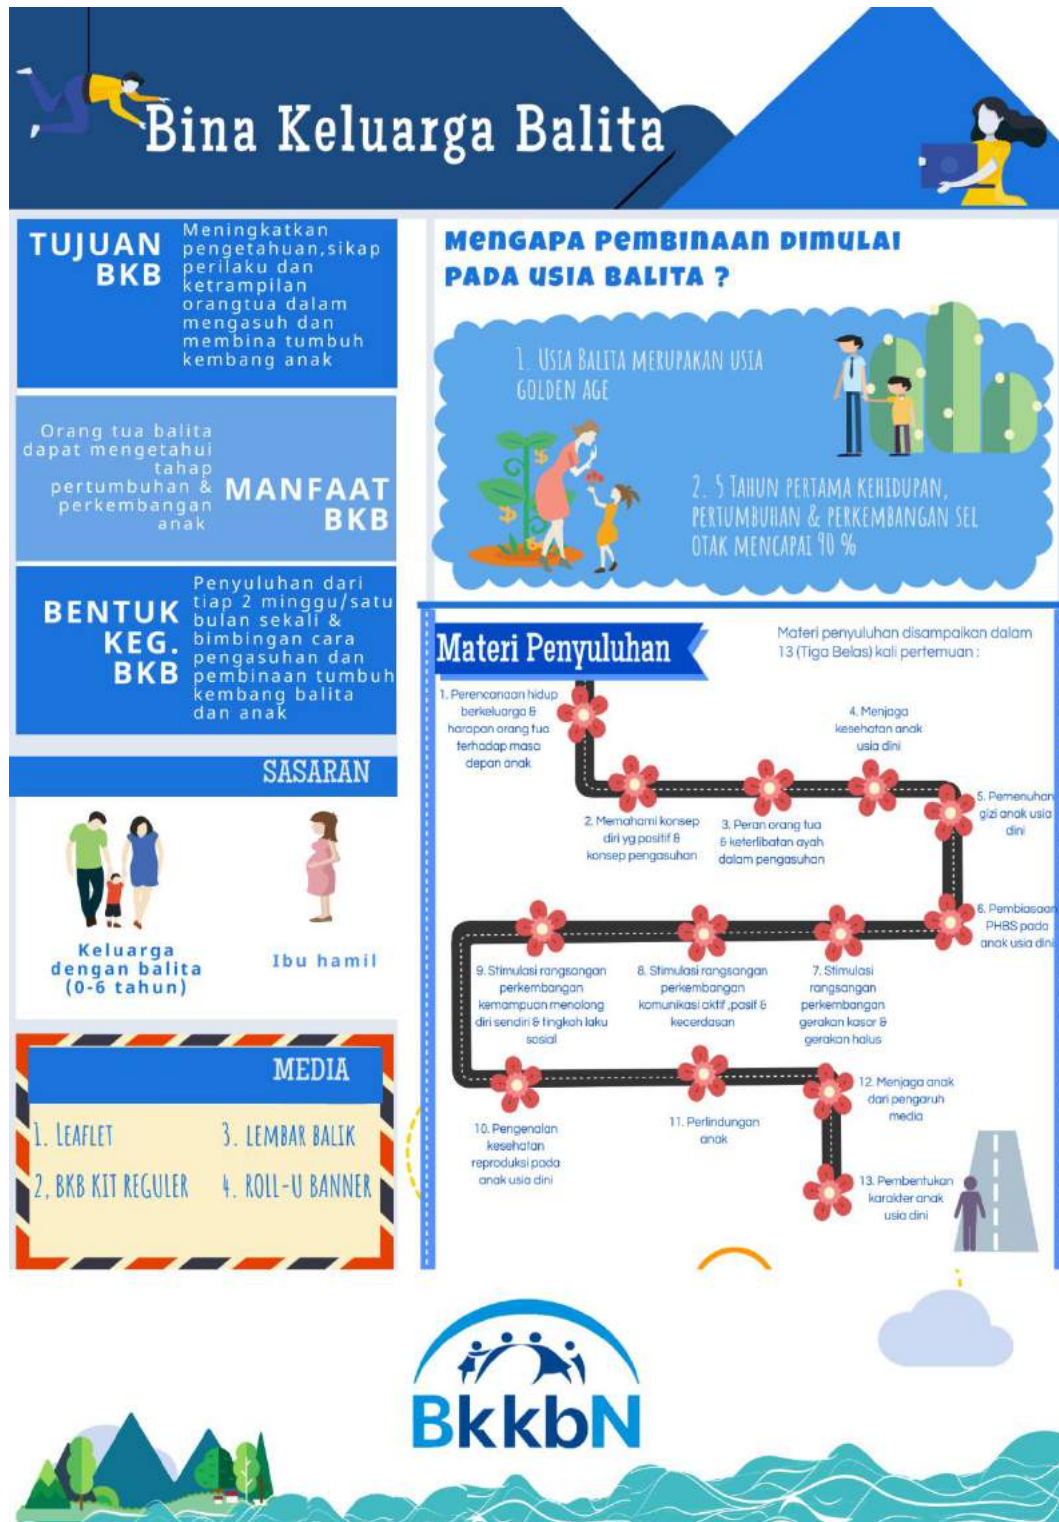 Bina Keluarga Balita
TUJUAN
BKB
Meningkatkan
pengetahuan,sikap
perilaku dan
ketrampilan
orangtua dalam
mengasuh dan
membina tumbuh
kembang anak
Orang tua balita
dapat mengetahui
tahap
pertumbuhan &
perkembangan
anak
MANFAAT
BKB
BENTUK
KEG.
BKB
Penyuluhan dari
tiap 2 minggu/satu
bulan sekali &
bimbingan cara
pengasuhan dan
pembinaan tumbuh
kembang balita
dan anak
SASARAN
Keluarga
dengan balita
(0-6 tahun)
Ibu hamil
MEDIA
1. LEAFLET
2, BKB KIT REGULER
3. LEMBAR BALIK
4. ROLL-U BANNER
MENGAPA PEMBINAAN DIMULAI
PADA USIA BALITA ?
1. USIA BALITA MERUPAKAN USIA
GOLDEN AGE
2. 5 TAHUN PERTAMA KEHIDUPAN,
PERTUMBUHAN & PERKEMBANGAN SEL
OTAK MENCAPAI 90 %
Materi Penyuluhan
Materi penyuluhan disampaikan dalam
13 (Tiga Belas) kali pertemuan :
1. Perencanaan hidup
berkeluarga &
harapan orang tua
terhadap masa
depan anak
2. Memahami konsep
diri yg positif &
konsep pengasuhan
3. Peran orang tua
& keterlibatan ayah
dalam pengasuhan
4. Menjaga
kesehatan anak
usia dini
5. Pemenuhan
gizi anak usia
dini
6. Pembiasaan
PHBS pada
anak usia dini
7. Stimulasi
rangsangan
perkembangan
gerakan kasar &
gerakan halus
8. Stimulasi rangsangan
perkembangan
komunikasi aktif ,pasif &
kecerdasan
9. Stimulasi rangsangan
perkembangan
kemampuan menolong
diri sendiri & tingkah laku
sosial
10. Pengenalan
kesehatan
reproduksi pada
anak usia dini
11. Perlindungan
anak
12. Menjaga anak
dari pengaruh
media
13. Pembentukan
karakter anak
usia dini
BkkbN